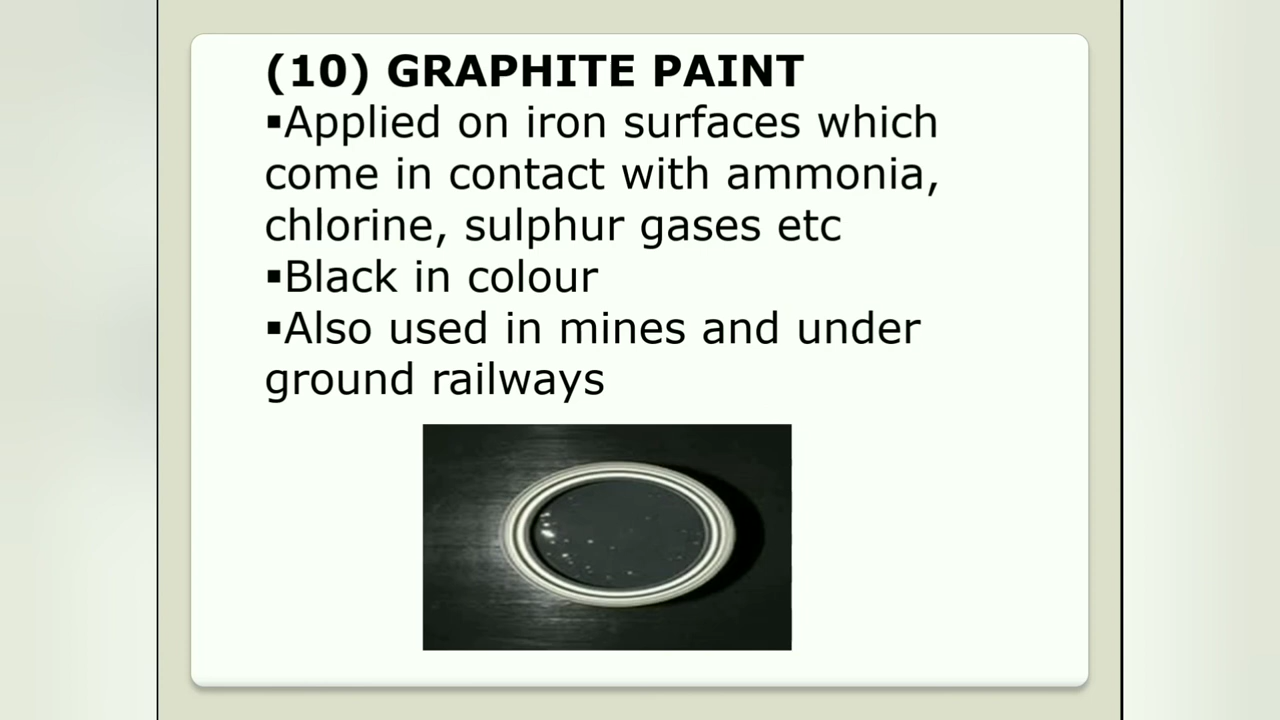 (10) GRAPHITE PAINT
▪Applied on iron surfaces which
come in contact with ammonia,
chlorine, sulphur gases etc
▪Black in colour
▪Also used in mines and under
ground railways